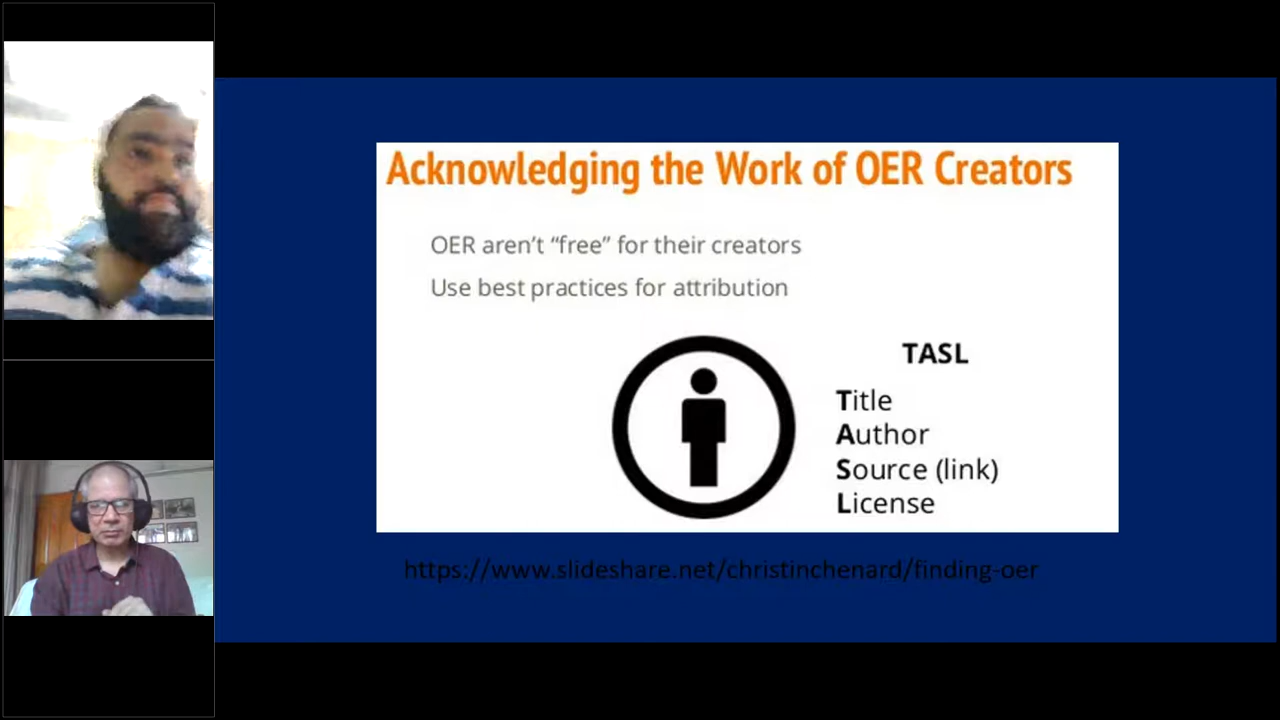 Acknowledging the Work of OER Creators
OER aren’t “free” for their creators
Use best practices for attribution
TASL
Title
Author
Source (link)
License
https://www.slideshare.net/christinchenard/finding-oer